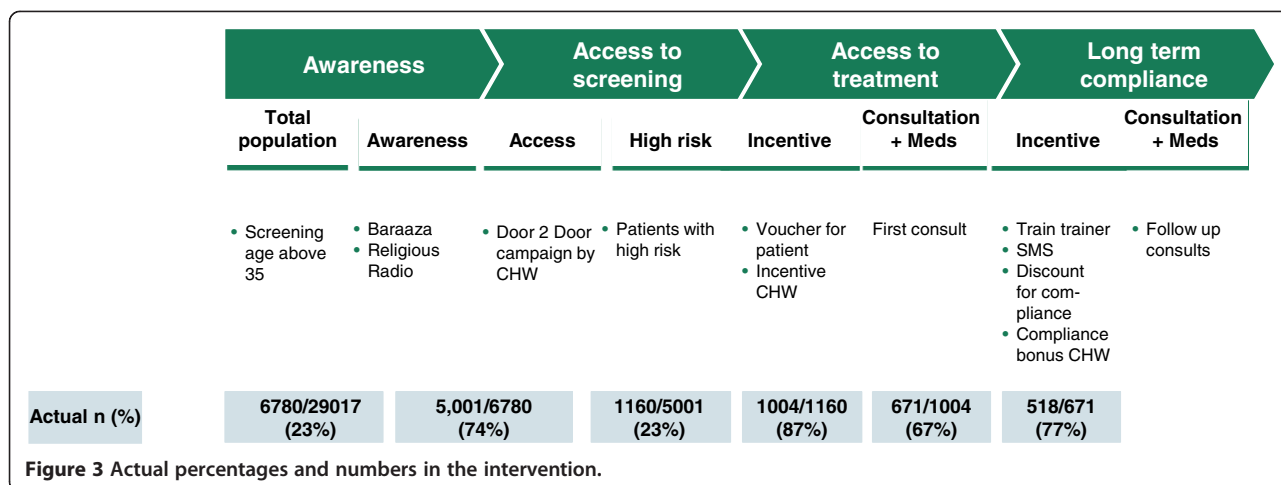 Awareness
Access to
screening
Access to
treatment
Long term
compliance
Total
population
Awareness
Access
High risk
Incentive
Consultation
+ Meds
Incentive
Consultation
+ Meds
• Screening
age above
35
• Baraaza
• Religious
Radio
• Door 2 Door
campaign by
CHW
• Patients with
high risk
• Voucher for
patient
• Incentive
CHW
First consult
• Train trainer
• SMS
• Discount
for com-
pliance
• Compliance
bonus CHW
• Follow up
consults
Actual n (%)
6780/29017
(23%)
5,001/6780
(74%)
1160/5001
(23%)
1004/1160
(87%)
671/1004
(67%)
518/671
(77%)
Figure 3 Actual percentages and numbers in the intervention.